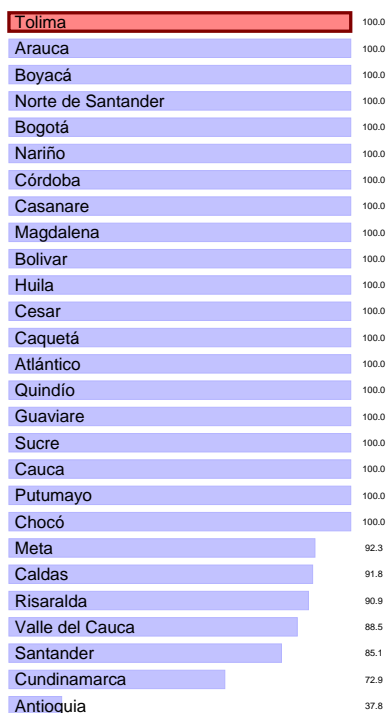 Tolima 100.0
Arauca 100.0
Boyacá 100.0
Norte de Santander 100.0
Bogotá 100.0
Nariño 100.0
Córdoba 100.0
Casanare 100.0
Magdalena 100.0
Bolivar 100.0
Huila 100.0
Cesar 100.0
Caquetá 100.0
Atlántico 100.0
Quindío 100.0
Guaviare 100.0
Sucre 100.0
Cauca 100.0
Putumayo 100.0
Chocó 100.0
Meta 92.3
Caldas 91.8
Risaralda 90.9
Valle del Cauca 88.5
Santander 85.1
Cundinamarca 72.9
Antioquia 37.8